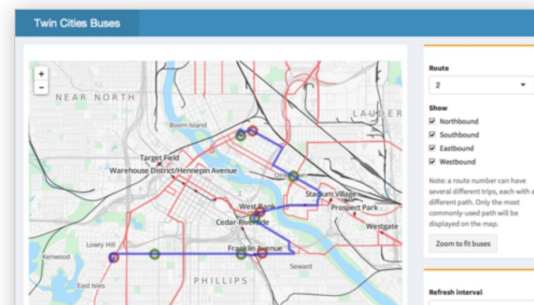 Twin Cities Buses
+
−
NEAR NORTH
Boom Island
LAUDER
Target Field
Warehouse District/Hennepin Avenue
Stadium Village
Prospect Park
West Bank
Cedar-Riverside
Westgate
Lowry Hill
Franklin Avenue
Kenwood
Seward
East Isles
PHILLIPS
Route
2
Show
Northbound
Southbound
Eastbound
Westbound
Note: a route number can have
several different trips, each with a
different path. Only the most
commonly-used path will be
displayed on the map.
Zoom to fit buses
Refresh interval